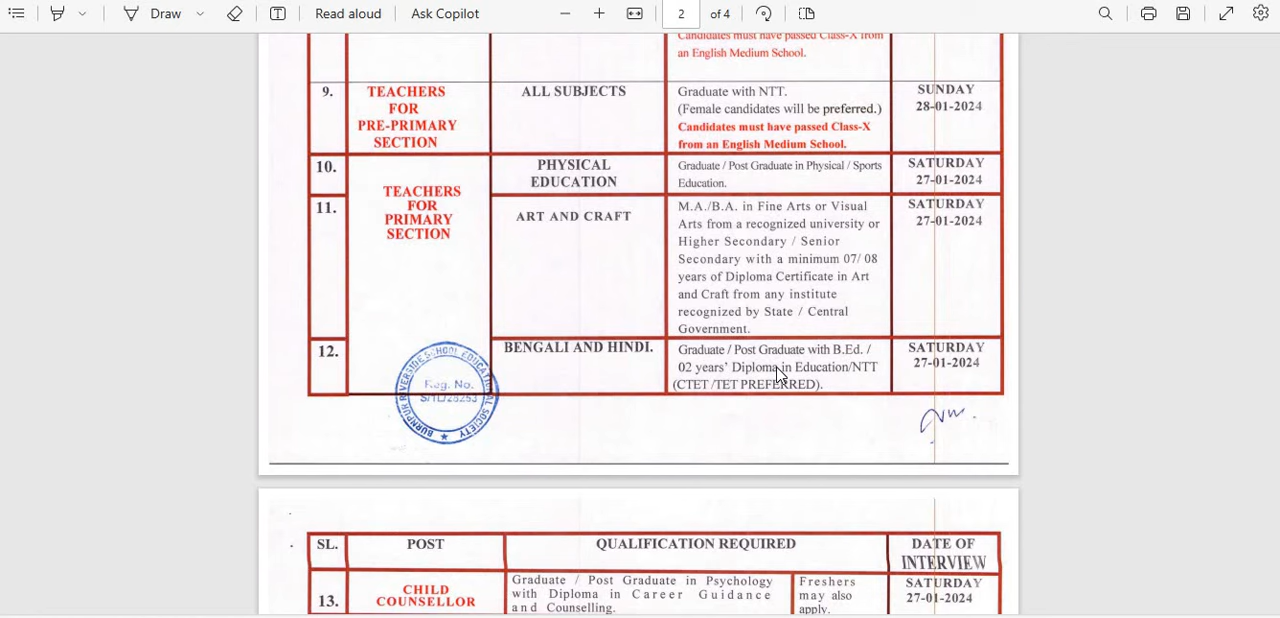 Draw
Read aloud
Ask Copilot
2
of 4
Candidates must have passed Class-X from
an English Medium School.
9.
TEACHERS
FOR
PRE-PRIMARY
SECTION
ALL SUBJECTS
Graduate with NTT.
(Female candidates will be preferred.)
Candidates must have passed Class-X
from an English Medium School.
SUNDAY
28-01-2024
10.
TEACHERS
FOR
PRIMARY
SECTION
PHYSICAL
EDUCATION
Graduate / Post Graduate in Physical / Sports
Education.
SATURDAY
27-01-2024
11.
ART AND CRAFT
M.A./B.A. in Fine Arts or Visual
Arts from a recognized university or
Higher Secondary / Senior
Secondary with a minimum 07/ 08
years of Diploma Certificate in Art
and Craft from any institute
recognized by State / Central
Government.
SATURDAY
27-01-2024
12.
BENGALI AND HINDI.
Graduate / Post Graduate with B.Ed. /
02 years' Diploma in Education/NTT
(CTET /TET PREFERRED).
SATURDAY
27-01-2024
BURNPUR RIVERSIDE SCHOOL EDUCATIONAL SOCIETY
Reg. No.
SL.
POST
QUALIFICATION REQUIRED
DATE OF
INTERVIEW
13.
CHILD
COUNSELLOR
Graduate / Post Graduate in Psychology
with Diploma in Career Guidance
and Counselling.
Freshers
may also
apply.
SATURDAY
27-01-2024